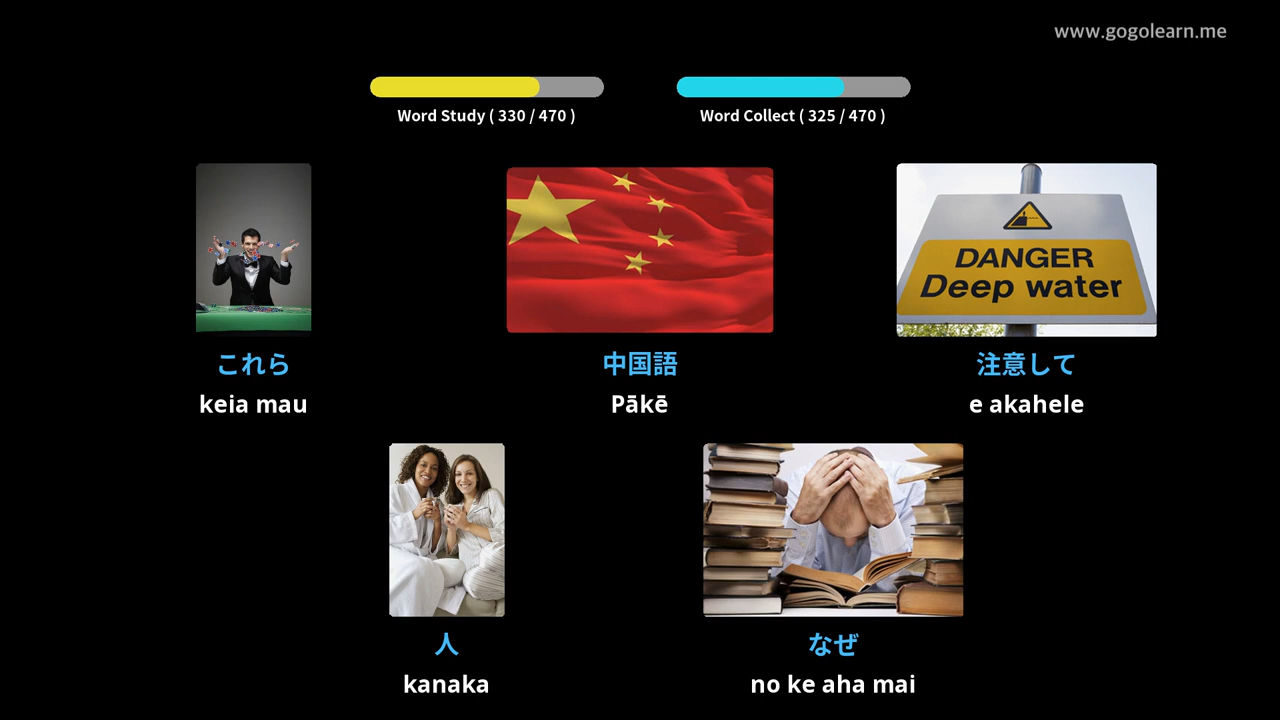 www.gogolearn.me
Word Study ( 330 / 470 )
Word Collect ( 325 / 470 )
DANGER
Deep water
これら
中国語
注意して
keia mau
Pākē
e akahele
人
なぜ
kanaka
no ke aha mai